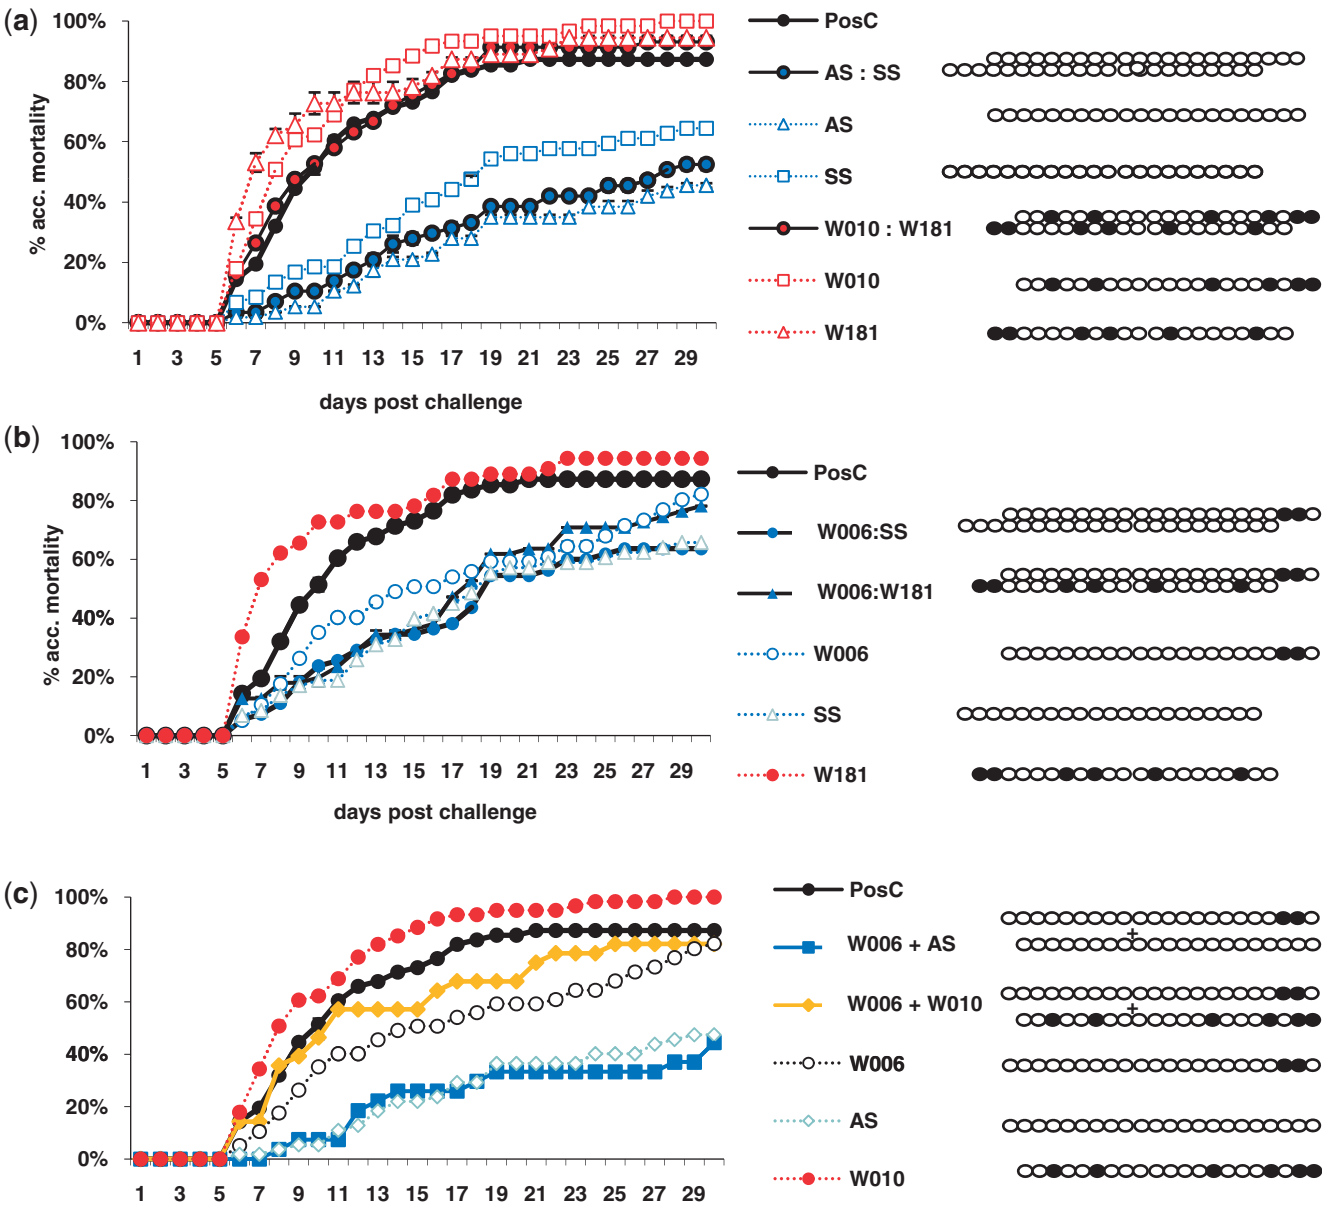 (a)
100%
80%
60%
40%
20%
0%
% acc. mortality
1 3 5 7 9 11 13 15 17 19 21 23 25 27 29
days post challenge
PosC
AS : SS
AS
SS
W010 : W181
W010
W181
(b)
100%
80%
60%
40%
20%
0%
% acc. mortality
1 3 5 7 9 11 13 15 17 19 21 23 25 27 29
days post challenge
PosC
W006:SS
W006:W181
W006
SS
W181
(c)
100%
80%
60%
40%
20%
0%
1 3 5 7 9 11 13 15 17 19 21 23 25 27 29
PosC
W006 + AS
+
W006 + W010
+
W006
AS
W010